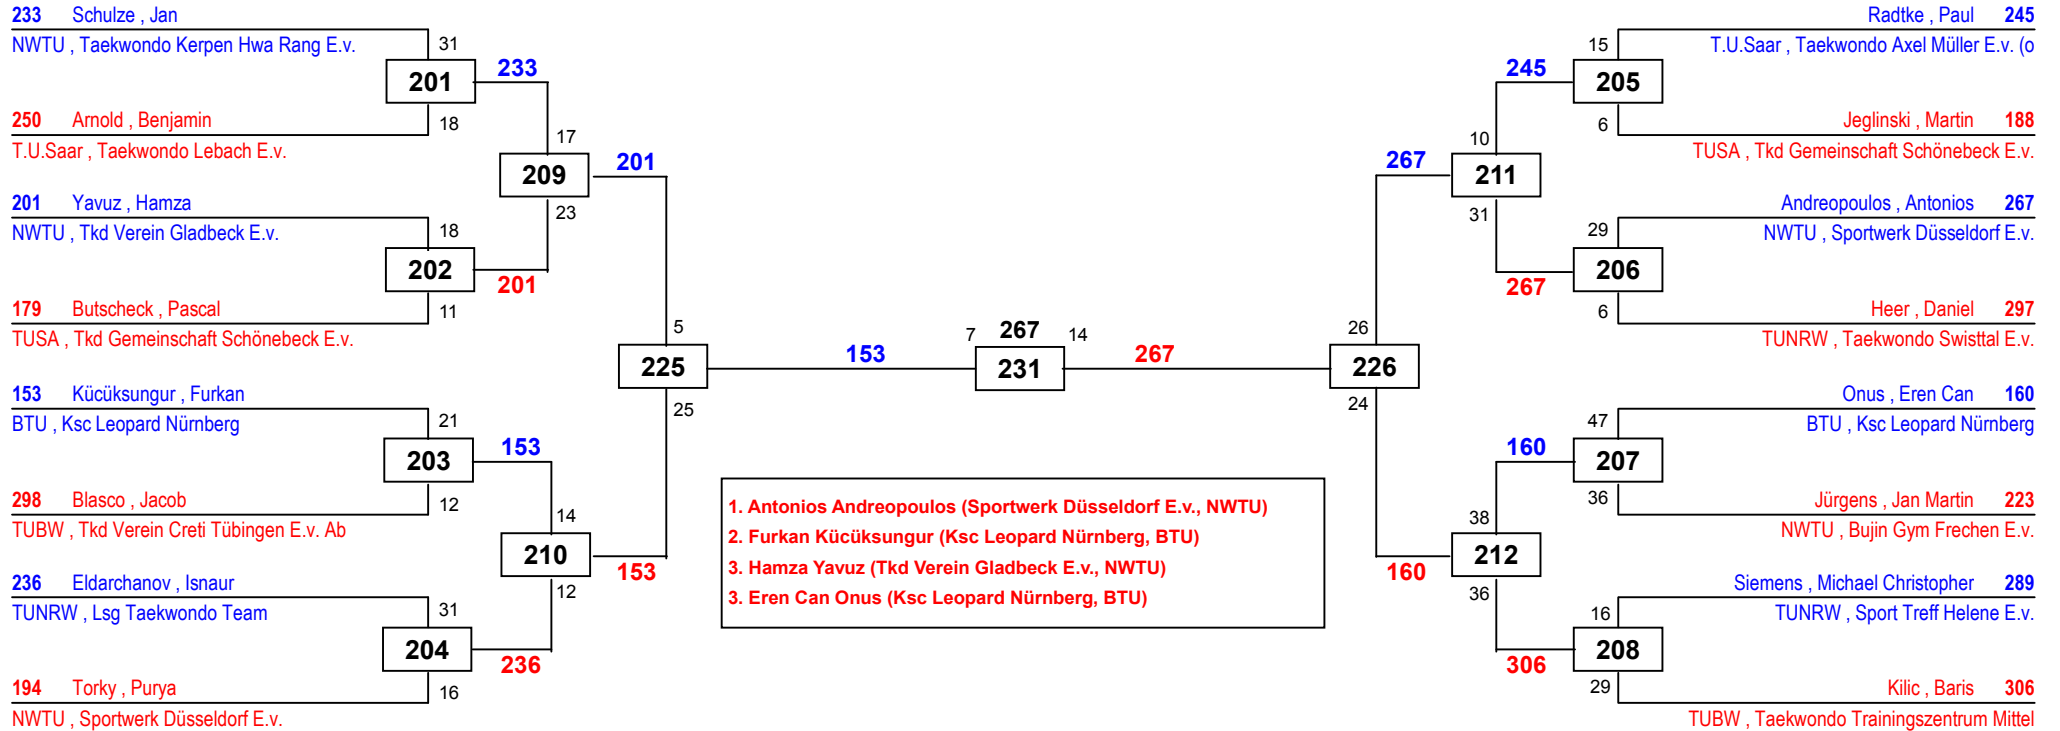 233 Schulze , Jan
NWTU , Taekwondo Kerpen Hwa Rang E.v.
31
201
233
18
250 Arnold , Benjamin
T.U.Saar , Taekwondo Lebach E.v.
17
209
201
23
201 Yavuz , Hamza
NWTU , Tkd Verein Gladbeck E.v.
18
202
201
11
179 Butscheck , Pascal
TUSA , Tkd Gemeinschaft Schönebeck E.v.
5
225
153
25
153 Kücüksungur , Furkan
BTU , Ksc Leopard Nürnberg
21
203
153
12
298 Blasco , Jacob
TUBW , Tkd Verein Creti Tübingen E.v. Ab
14
210
153
12
236 Eldarchanov , Isnaur
TUNRW , Lsg Taekwondo Team
31
204
236
16
194 Torky , Purya
NWTU , Sportwerk Düsseldorf E.v.
7 267 14
231
1. Antonios Andreopoulos (Sportwerk Düsseldorf E.v., NWTU)
2. Furkan Kücüksungur (Ksc Leopard Nürnberg, BTU)
3. Hamza Yavuz (Tkd Verein Gladbeck E.v., NWTU)
3. Eren Can Onus (Ksc Leopard Nürnberg, BTU)
Radtke , Paul 245
T.U.Saar , Taekwondo Axel Müller E.v. (o
15
245
205
6
Jeglinski , Martin 188
TUSA , Tkd Gemeinschaft Schönebeck E.v.
10
267
211
31
Andreopoulos , Antonios 267
NWTU , Sportwerk Düsseldorf E.v.
29
206
267
6
Heer , Daniel 297
TUNRW , Taekwondo Swisttal E.v.
26
267
226
24
Onus , Eren Can 160
BTU , Ksc Leopard Nürnberg
47
160
207
36
Jürgens , Jan Martin 223
NWTU , Bujin Gym Frechen E.v.
38
212
160
36
Siemens , Michael Christopher 289
TUNRW , Sport Treff Helene E.v.
16
208
306
29
Kilic , Baris 306
TUBW , Taekwondo Trainingszentrum Mittel